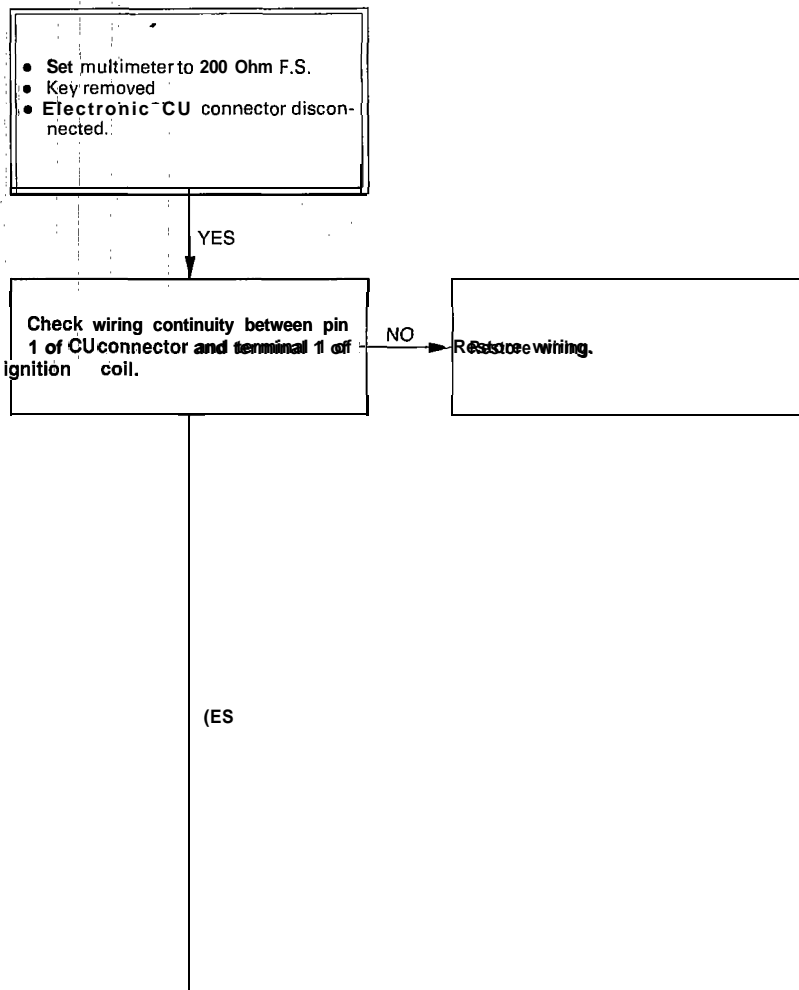 • Set multimeter to 200 Ohm F.S.
• Key removed
• Electronic CU connector discon-
nected.
YES
Check wiring continuity between pin
1 of CU connector and terminal 1 of
ignition coil.
NO
Restore wiring.
(ES